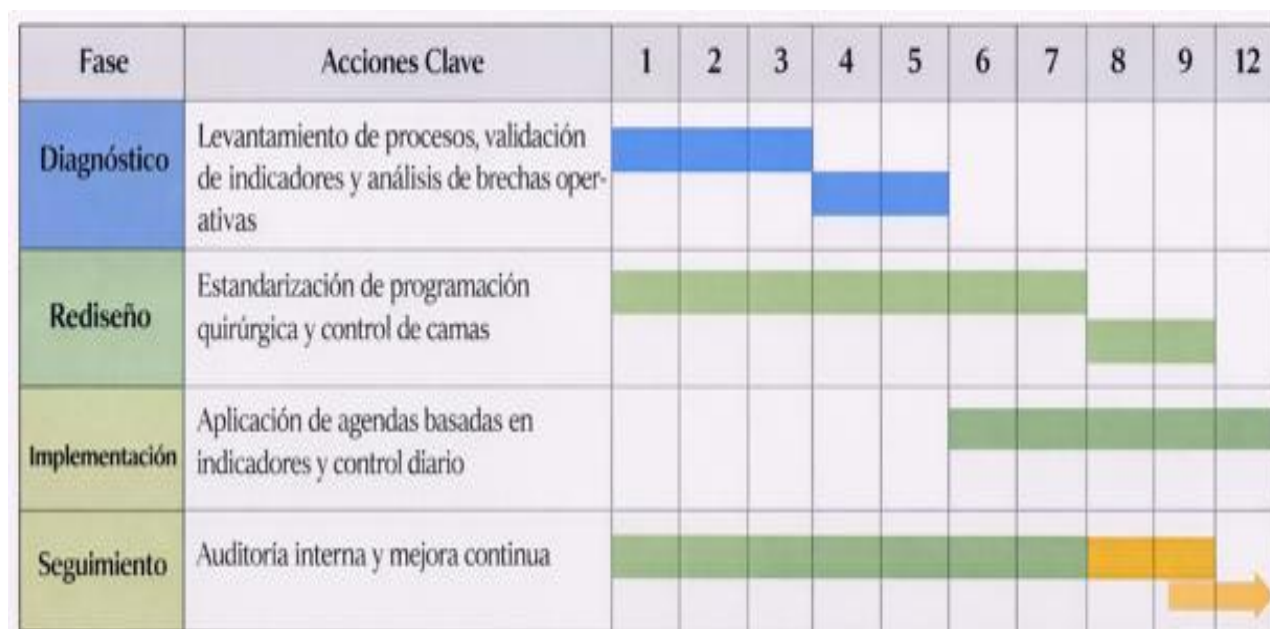 Fase Acciones Clave 1 2 3 4 5 6 7 8 9 12
Diagnóstico
Levantamiento de procesos, validación
de indicadores y análisis de brechas oper-
ativas
Rediseño
Estandarización de programación
quirúrgica y control de camas
Implementación
Aplicación de agendas basadas en
indicadores y control diario
Seguimiento
Auditoría interna y mejora continua